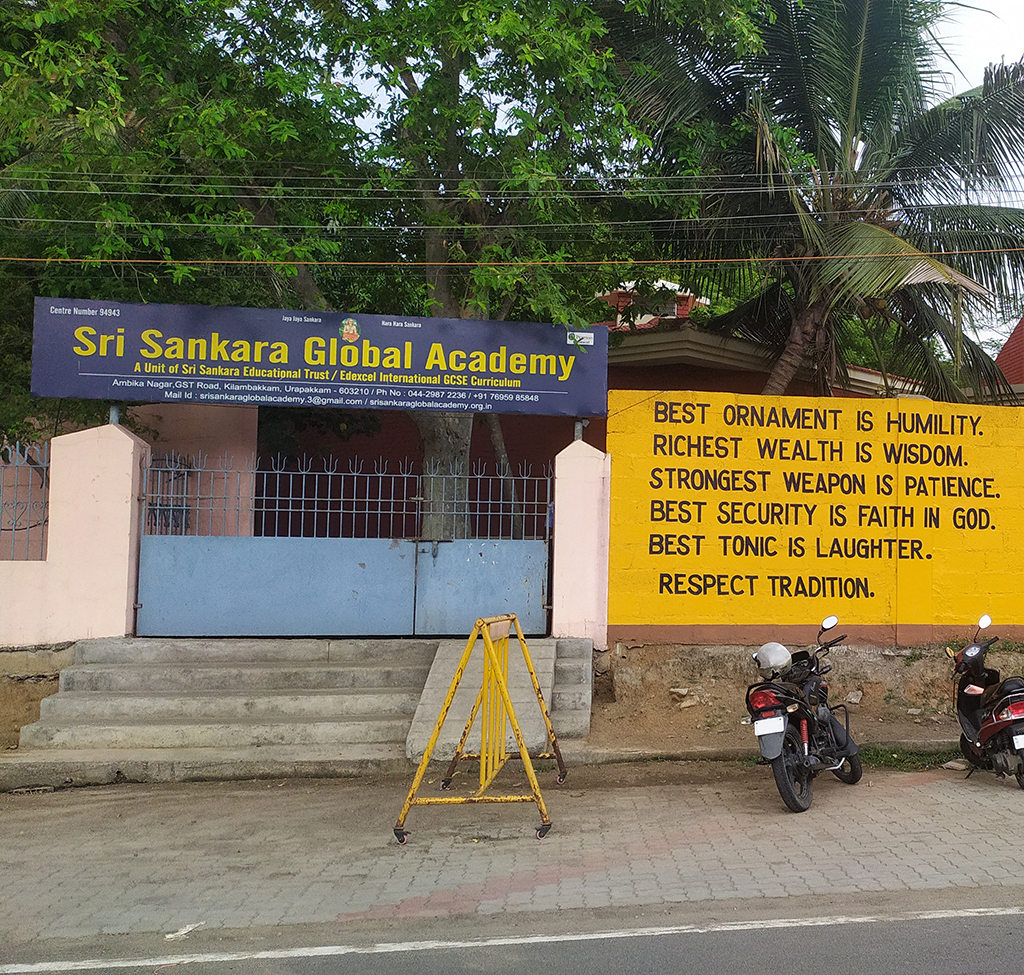 Centre Number 94943
Jaya Jaya Sankara
Hara Hara Sankara
Sri Sankara Global Academy
A Unit of Sri Sankara Educational Trust / Edexcel International GCSE Curriculum
Ambika Nagar,GST Road, Kilambakkam, Urapakkam - 603210 / Ph No : 044-2987 2236 / +91 76959 85848
Mail Id : srisankaraglobalacademy.3@gmail.com / srisankaraglobalacademy.org.in
BEST ORNAMENT IS HUMILITY.
RICHEST WEALTH IS WISDOM.
STRONGEST WEAPON IS PATIENCE.
BEST SECURITY IS FAITH IN GOD.
BEST TONIC IS LAUGHTER.
RESPECT TRADITION.